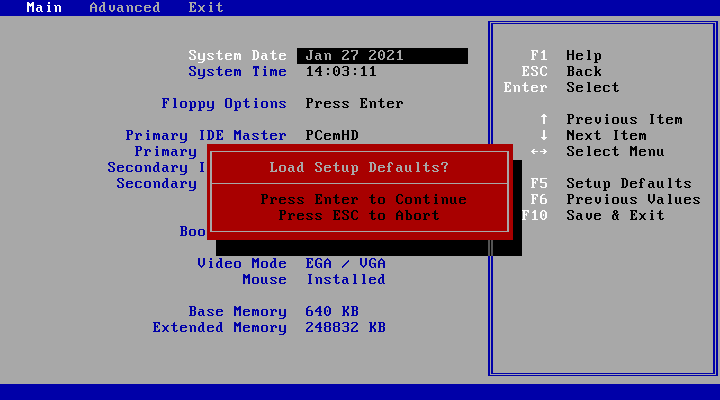 Main Advanced Exit
System Date Jan 27 2021
System Time 14:03:11
Floppy Options Press Enter
Primary IDE Master PCemHD
Primary
Secondary I
Secondary
Boo
Video Mode EGA / VGA
Mouse Installed
Base Memory 640 KB
Extended Memory 248832 KB
Load Setup Defaults?
Press Enter to Continue
Press ESC to Abort
F1 Help
ESC Back
Enter Select
↑ Previous Item
↓ Next Item
↔ Select Menu
F5 Setup Defaults
F6 Previous Values
F10 Save & Exit